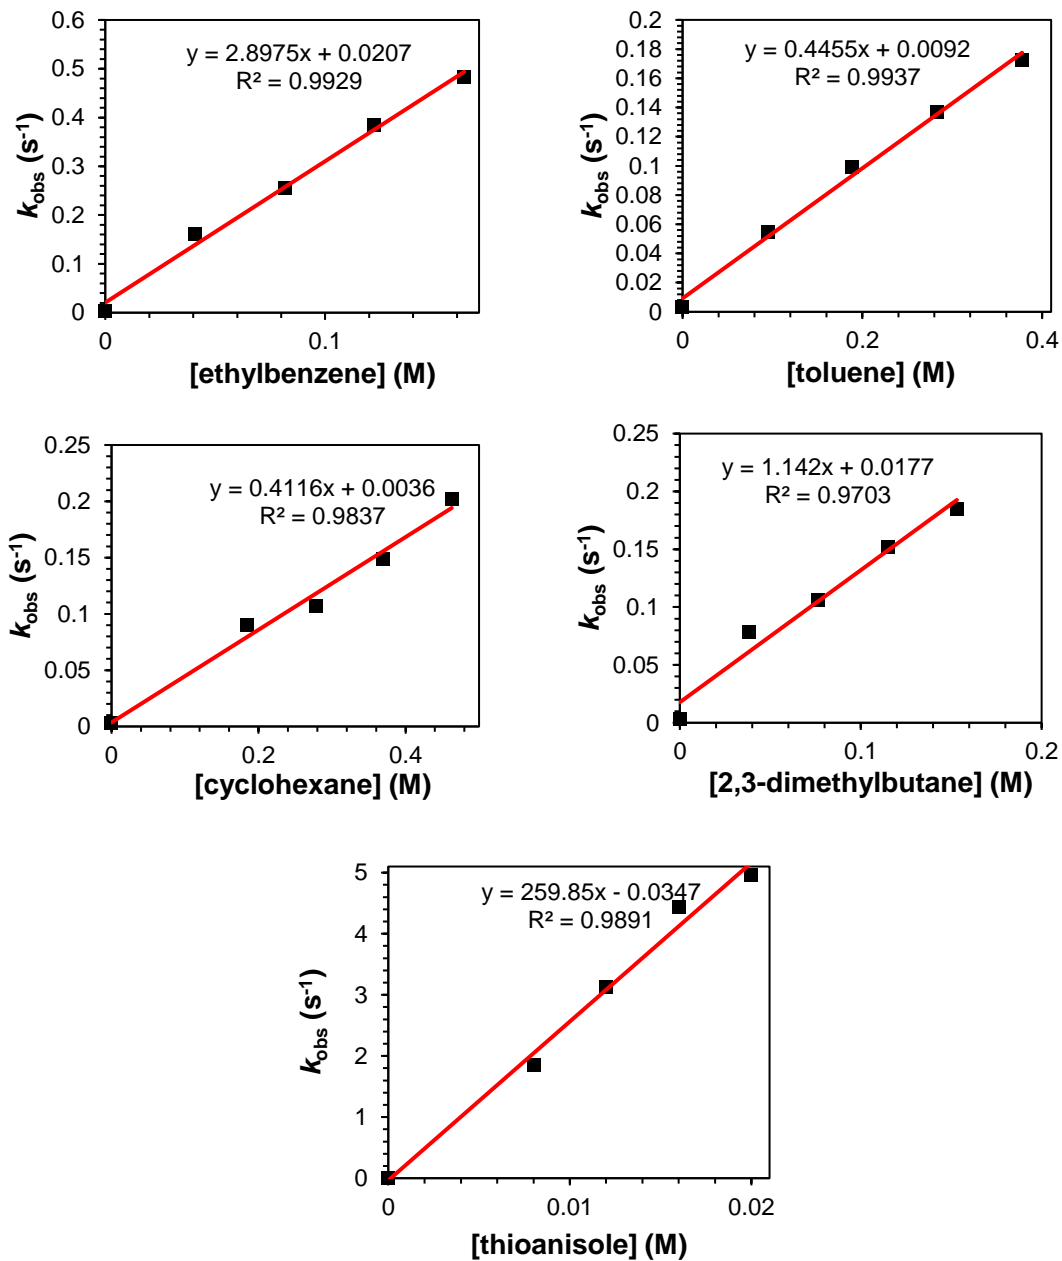 y = 2.8975x + 0.0207
R² = 0.9929
0.6
0.5
0.4
0.3
0.2
0.1
0
0
0.1
k_obs (s⁻¹)
[ethylbenzene] (M)
y = 0.4455x + 0.0092
R² = 0.9937
0.2
0.18
0.16
0.14
0.12
0.1
0.08
0.06
0.04
0.02
0
0
0.2
0.4
k_obs (s⁻¹)
[toluene] (M)
y = 0.4116x + 0.0036
R² = 0.9837
0.25
0.2
0.15
0.1
0.05
0
0
0.2
0.4
k_obs (s⁻¹)
[cyclohexane] (M)
y = 1.142x + 0.0177
R² = 0.9703
0.25
0.2
0.15
0.1
0.05
0
0
0.1
0.2
k_obs (s⁻¹)
[2,3-dimethylbutane] (M)
y = 259.85x - 0.0347
R² = 0.9891
5
4
3
2
1
0
0
0.01
0.02
k_obs (s⁻¹)
[thioanisole] (M)